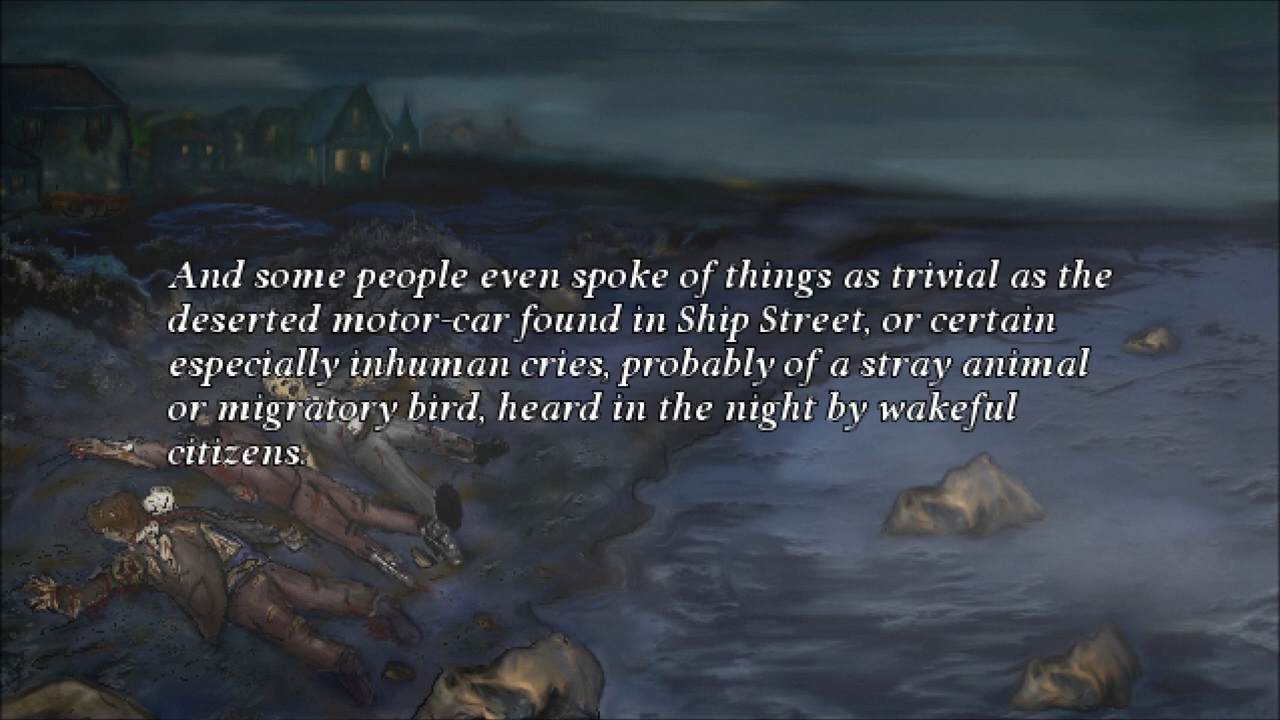 And some people even spoke of things as trivial as the
deserted motor-car found in Ship Street, or certain
especially inhuman cries, probably of a stray animal
or migratory bird, heard in the night by wakeful
citizens.